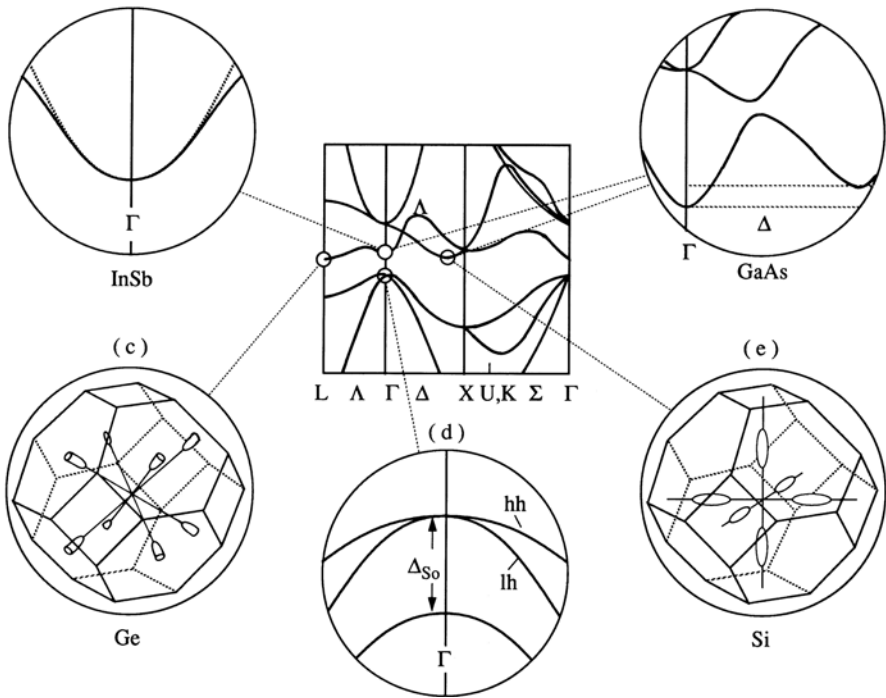 Γ
InSb
Γ
Δ
GaAs
Λ
L Λ Γ Δ X U,K Σ Γ
(c)
(e)
(d)
Ge
hh
Δ_So
lh
Γ
Si